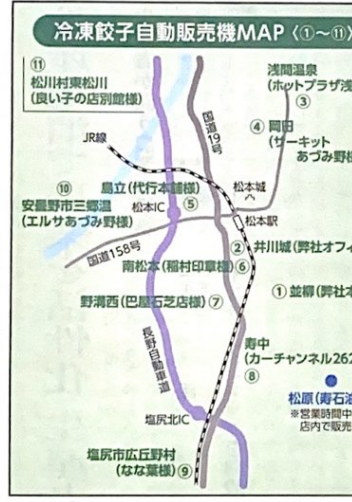 冷凍餃子自動販売機MAP〈①~⑪〉
⑪
松川村東松川
(良い子の店別館様)
浅間温泉
(ホットプラザ浅
③
国道19号
④ 岡田
(サーキット
あづみ野様
JR線
島立(代行本舗様)
⑤
松本城
⑩
安曇野市三郷温
(エルサあづみ野様)
松本IC
松本駅
国道158号
② 井川城(弊社オフィ
南松本(稲村印章様)⑥
① 並柳(弊社本
野溝西(巴屋石芝店様)⑦
長野自動車道
寿中
(カーチャンネル262
⑧
松原(寿石油
※営業時間中
店内で販売
塩尻北IC
塩尻市広丘野村
(なな葉様)⑨